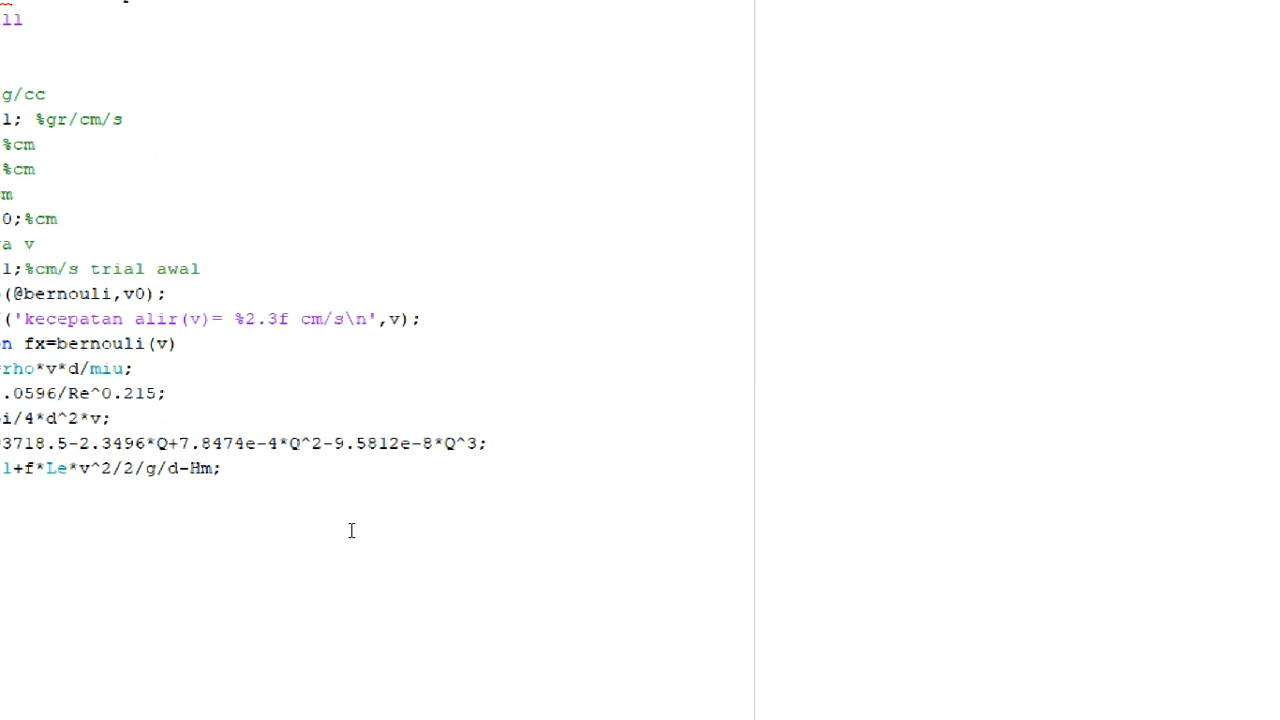 ll
g/cc
1; %gr/cm/s
%cm
%cm
m
0;%cm
a v
1;%cm/s trial awal
(@bernouli,v0);
('kecepatan alir(v)= %2.3f cm/s\n',v);
n fx=bernouli(v)
rho*v*d/miu;
.0596/Re^0.215;
i/4*d^2*v;
3718.5-2.3496*Q+7.8474e-4*Q^2-9.5812e-8*Q^3;
l+f*Le*v^2/2/g/d-Hm;